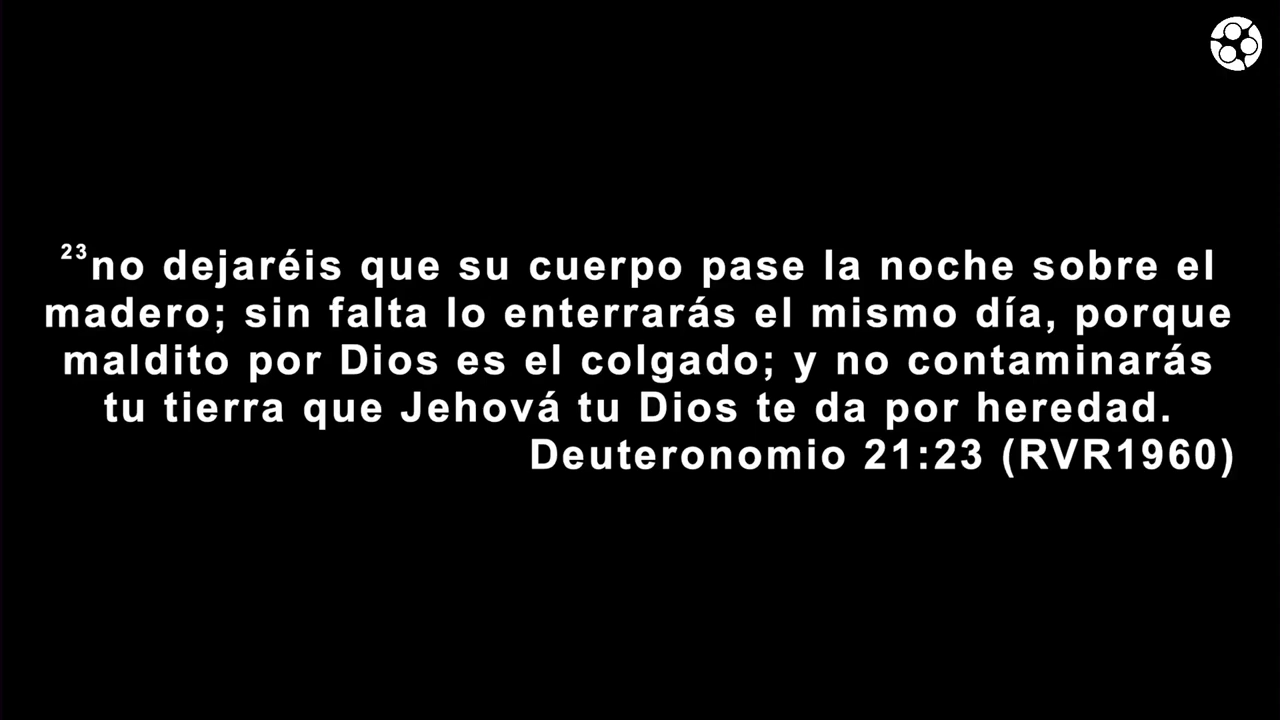 ²³no dejaréis que su cuerpo pase la noche sobre el
madero; sin falta lo enterrarás el mismo día, porque
maldito por Dios es el colgado; y no contaminarás
tu tierra que Jehová tu Dios te da por heredad.
Deuteronomio 21:23 (RVR1960)